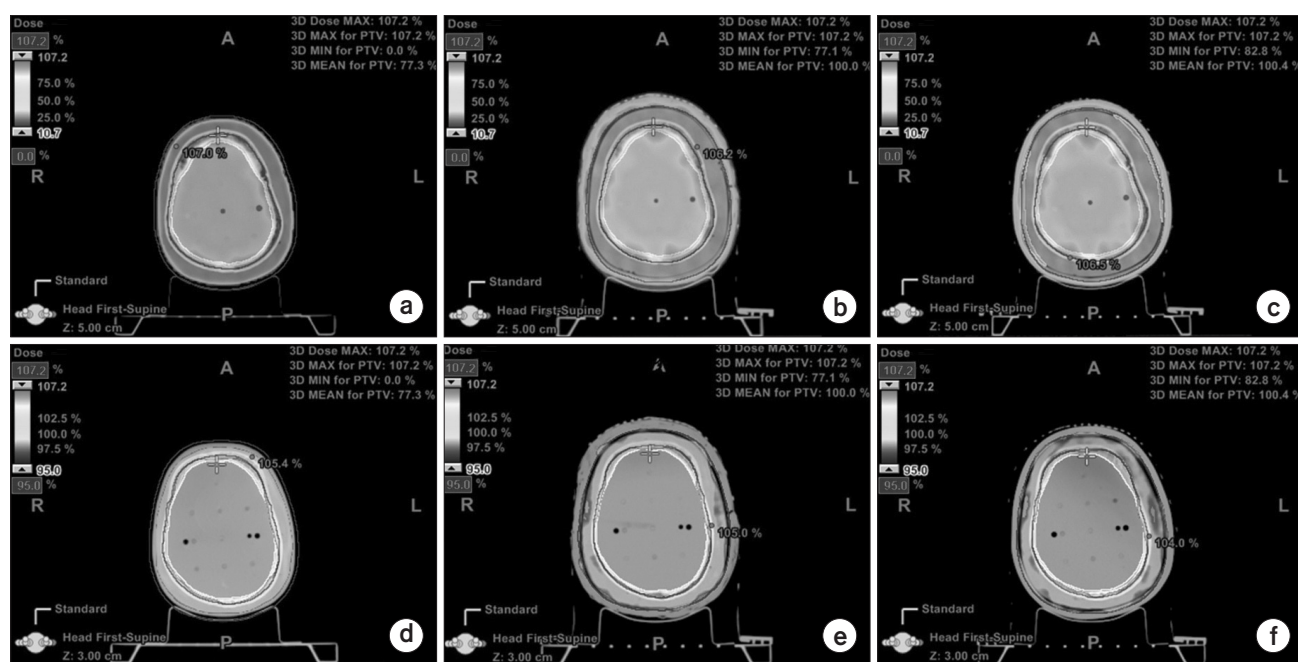 Dose
107.2 %
107.2
75.0 %
50.0 %
25.0 %
10.7
0.0 %
R
A
L
3D Dose MAX: 107.2 %
3D MAX for PTV: 107.2 %
3D MIN for PTV: 0.0 %
3D MEAN for PTV: 77.3 %
107.0 %
Standard
Head First-Supine
Z: 5.00 cm
P
a
107.2 %
107.2
75.0 %
50.0 %
25.0 %
10.7
0.0 %
R
A
L
3D Dose MAX: 107.2 %
3D MAX for PTV: 107.2 %
3D MIN for PTV: 77.1 %
3D MEAN for PTV: 100.0 %
106.2 %
Standard
Head First-Supine
Z: 5.00 cm
P
b
Dose
107.2 %
107.2
75.0 %
50.0 %
25.0 %
10.7
0.0 %
R
A
L
3D Dose MAX: 107.2 %
3D MAX for PTV: 107.2 %
3D MIN for PTV: 82.8 %
3D MEAN for PTV: 100.4 %
106.5 %
Standard
Head First-Supine
Z: 5.00 cm
P
c
Dose
107.2 %
107.2
102.5 %
100.0 %
97.5 %
95.0
95.0 %
R
A
L
3D Dose MAX: 107.2 %
3D MAX for PTV: 107.2 %
3D MIN for PTV: 0.0 %
3D MEAN for PTV: 77.3 %
105.4 %
Standard
Head First-Supine
Z: 3.00 cm
P
d
Dose
107.2 %
107.2
102.5 %
100.0 %
97.5 %
95.0
95.0 %
R
A
L
3D Dose MAX: 107.2 %
3D MAX for PTV: 107.2 %
3D MIN for PTV: 77.1 %
3D MEAN for PTV: 100.0 %
105.0 %
Standard
Head First-Supine
Z: 3.00 cm
P
e
Dose
107.2 %
107.2
102.5 %
100.0 %
97.5 %
95.0
95.0 %
R
A
L
3D Dose MAX: 107.2 %
3D MAX for PTV: 107.2 %
3D MIN for PTV: 82.8 %
3D MEAN for PTV: 100.4 %
104.0 %
Standard
Head First-Supine
Z: 3.00 cm
P
f